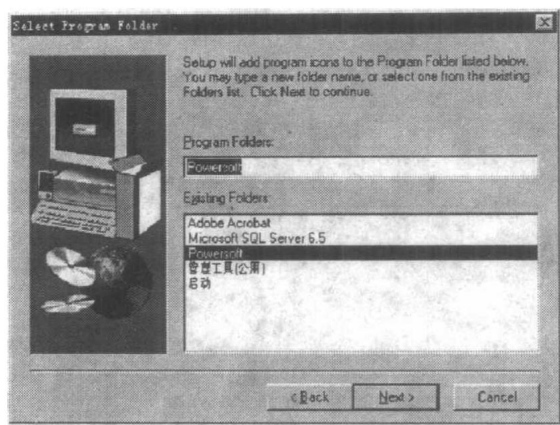 Select Program Folder
Setup will add program icons to the Program Folder listed below.
You may type a new folder name, or select one from the existing
Folders list. Click Next to continue.
Program Folders:
Powersoft
Existing Folders:
Adobe Acrobat
Microsoft SQL Server 6.5
Powersoft
管理工具(公用)
启动
< Back
Next >
Cancel